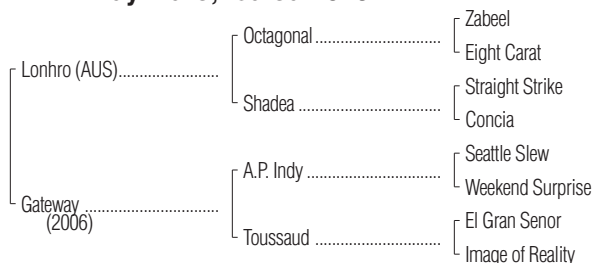 Zabeel
Octagonal
Eight Carat
Lonhro (AUS)
Straight Strike
Shadea
Concia
Seattle Slew
A.P. Indy
Weekend Surprise
Gateway
(2006)
El Gran Senor
Toussaud
Image of Reality